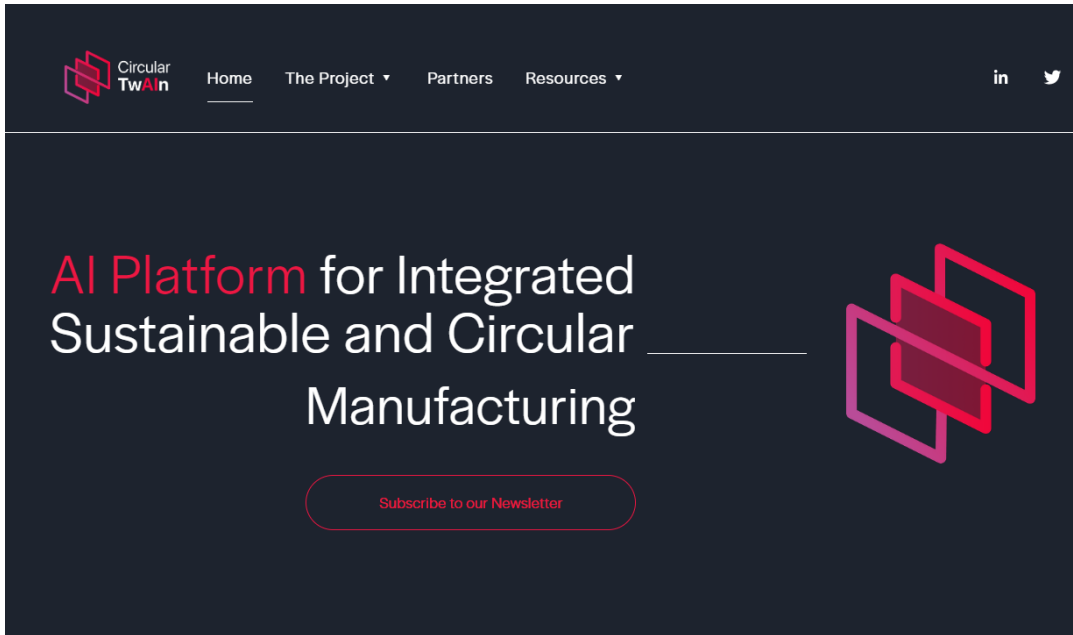 Circular
TwAIn
Home
The Project ▼
Partners
Resources ▼
in
AI Platform for Integrated
Sustainable and Circular
Manufacturing
Subscribe to our Newsletter